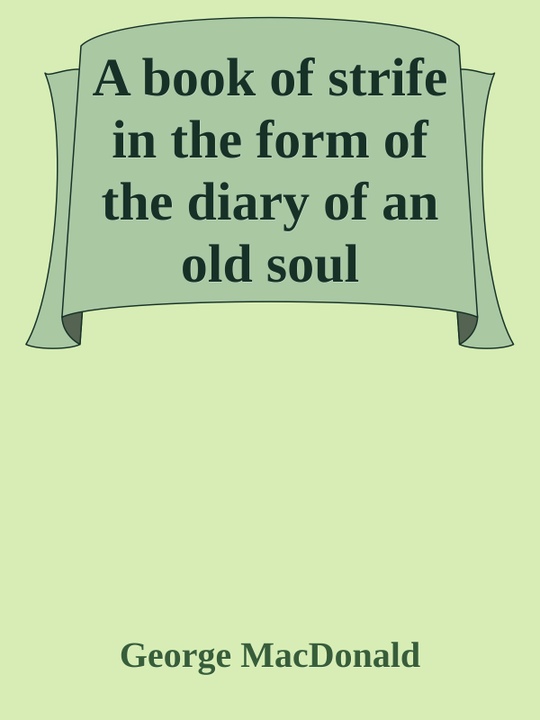 A book of strife
in the form of
the diary of an
old soul
George MacDonald